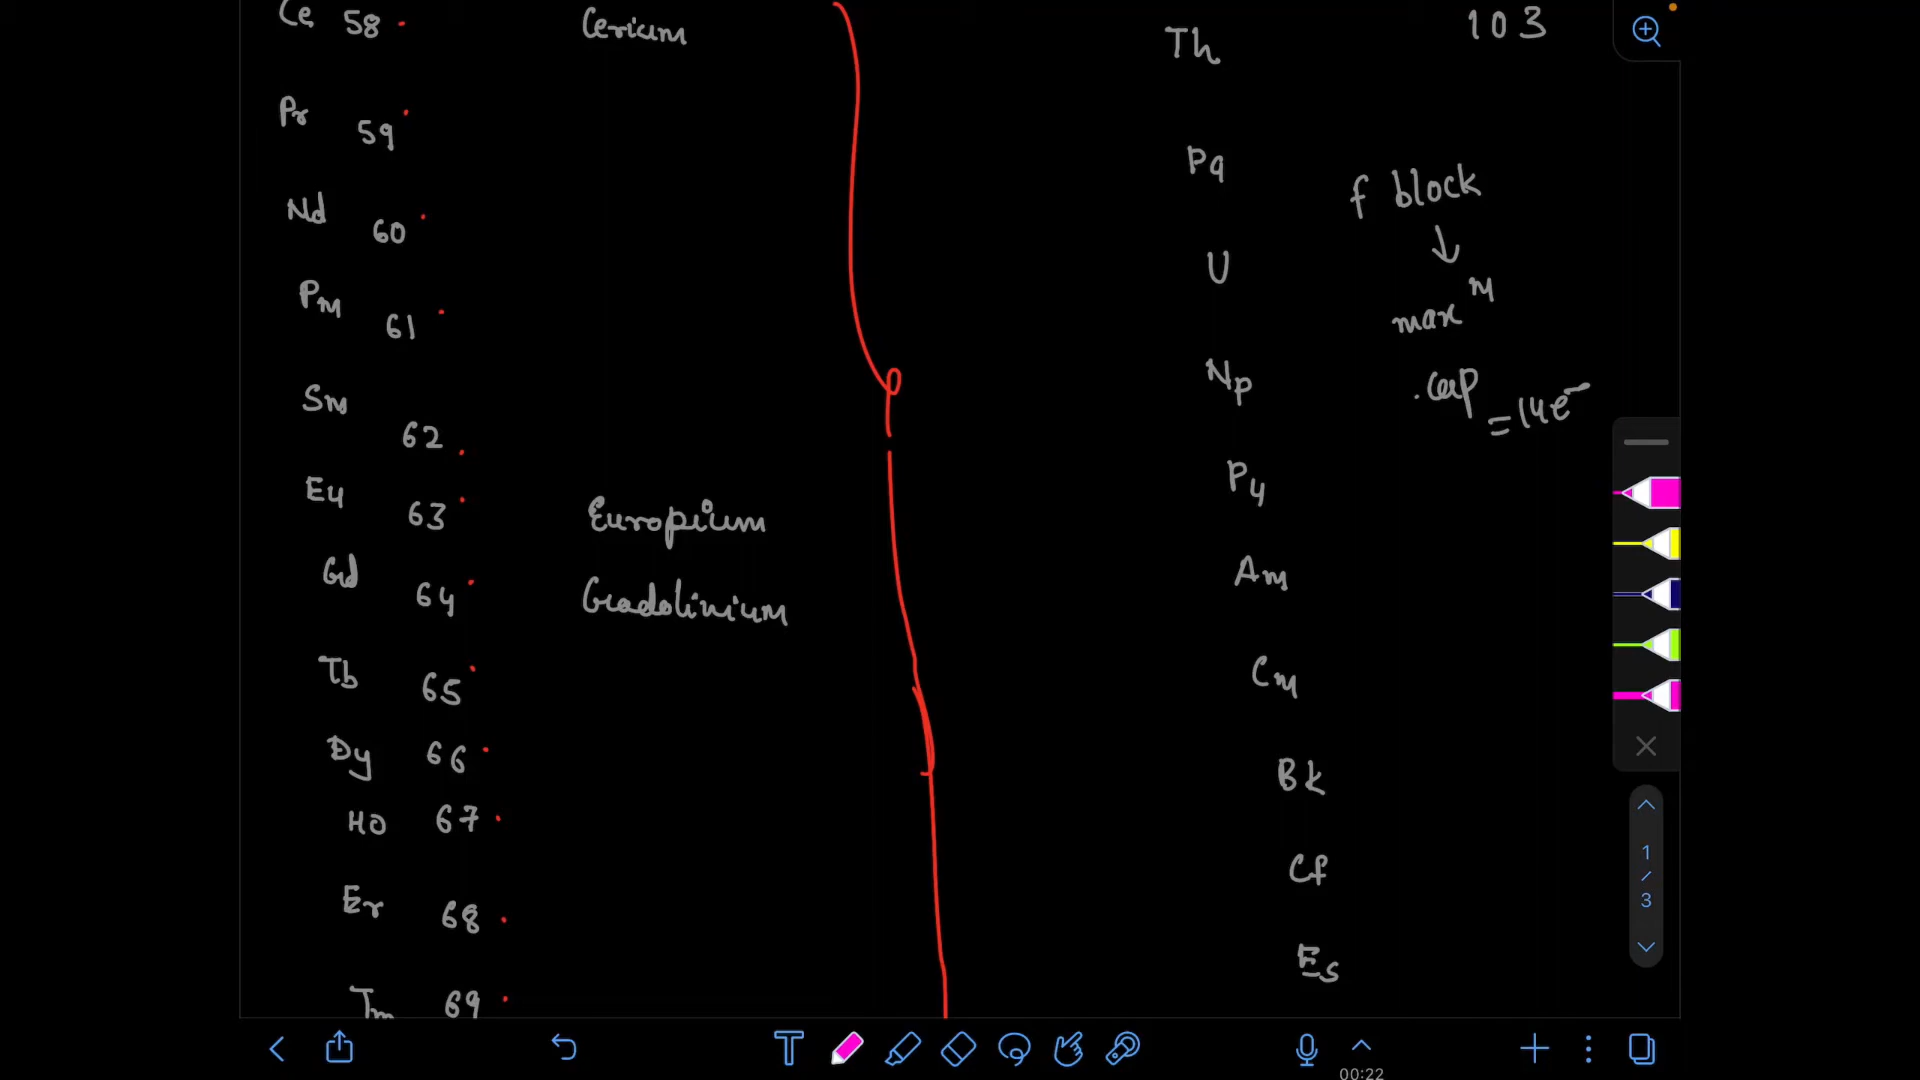 Ce 58 Cerium
Pr 59
Nd 60
Pm 61
Sm 62
Eu 63 Europium
Gd 64 Gadolinium
Tb 65
Dy 66
Ho 67
Er 68
Tm 69
Th 103
Pa
U
Np
Pu
Am
Cm
Bk
Cf
Es
f block
↓
max m
.cap = 14e⁻
1
/
3
T
00:22